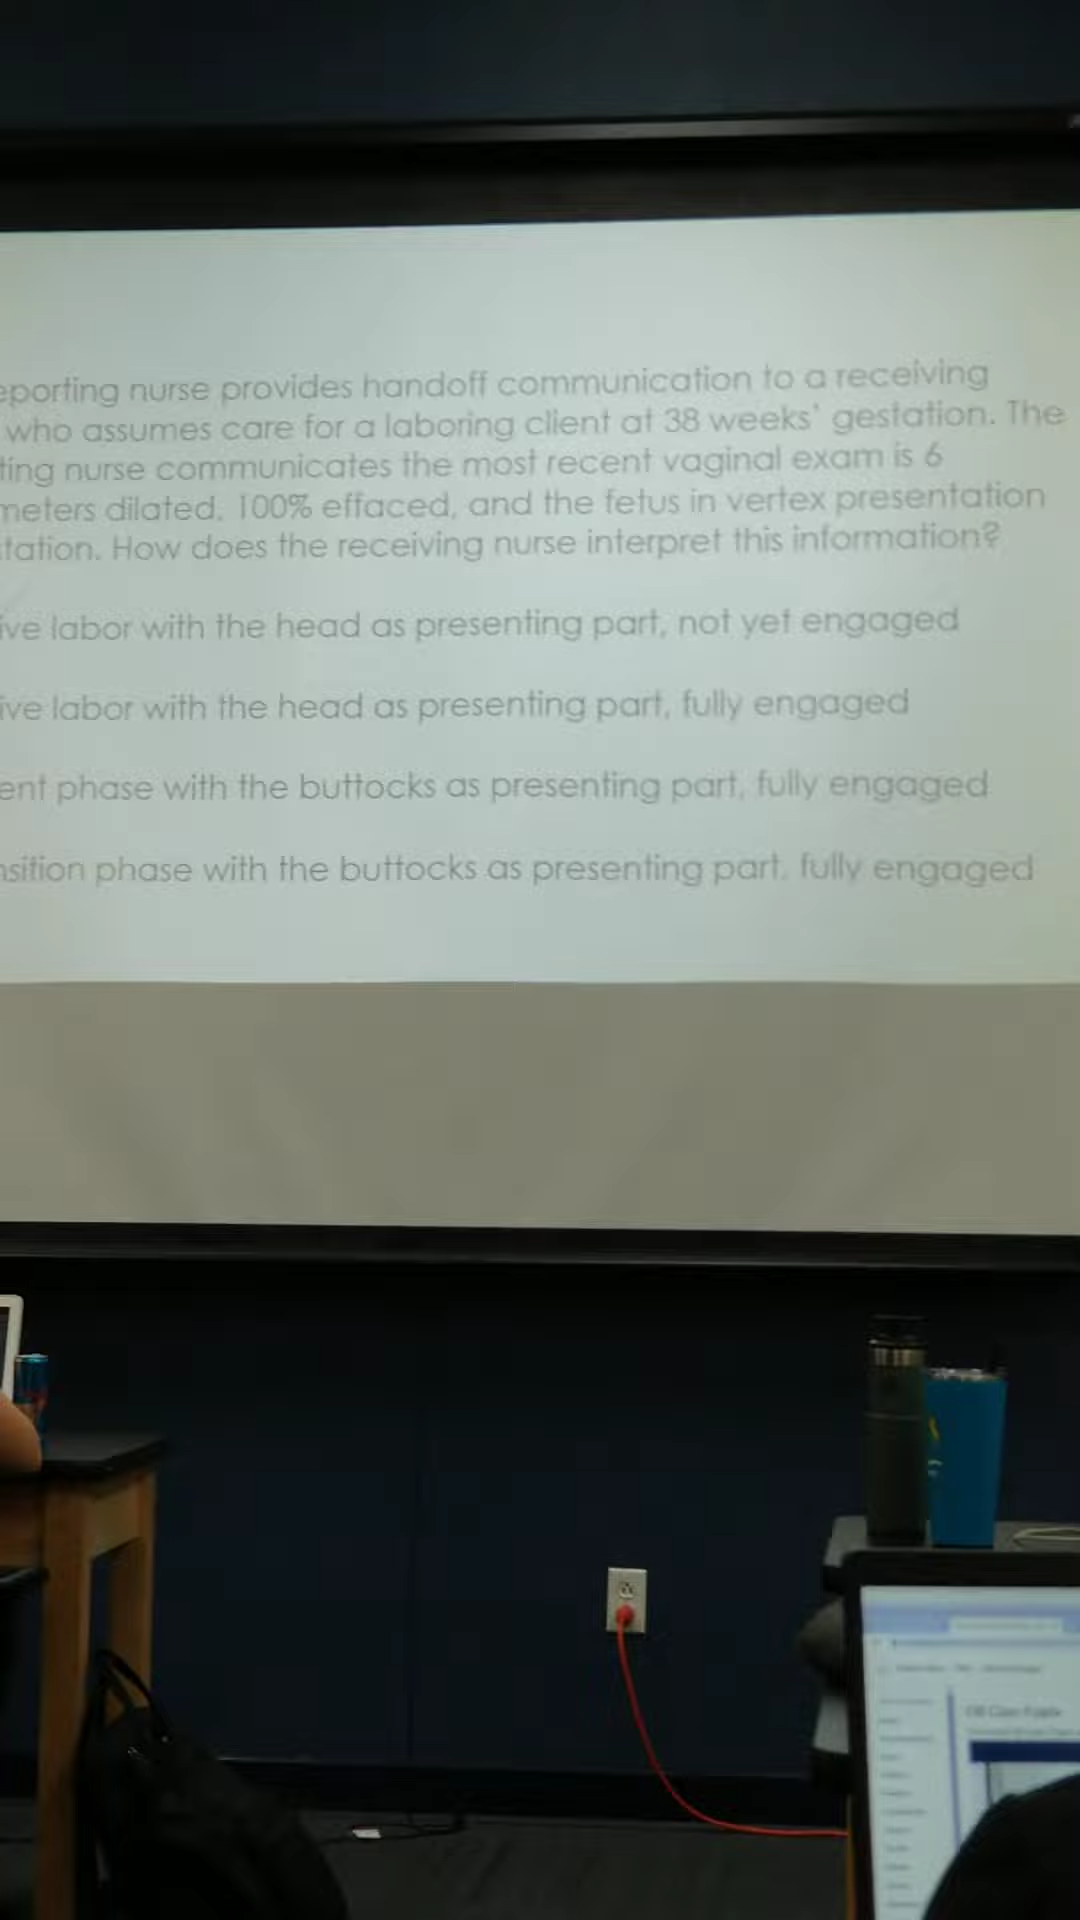 eporting nurse provides handoff communication to a receiving
who assumes care for a laboring client at 38 weeks' gestation. The
ting nurse communicates the most recent vaginal exam is 6
meters dilated, 100% effaced, and the fetus in vertex presentation
tation. How does the receiving nurse interpret this information?
ive labor with the head as presenting part, not yet engaged
ive labor with the head as presenting part, fully engaged
ent phase with the buttocks as presenting part, fully engaged
nsition phase with the buttocks as presenting part, fully engaged